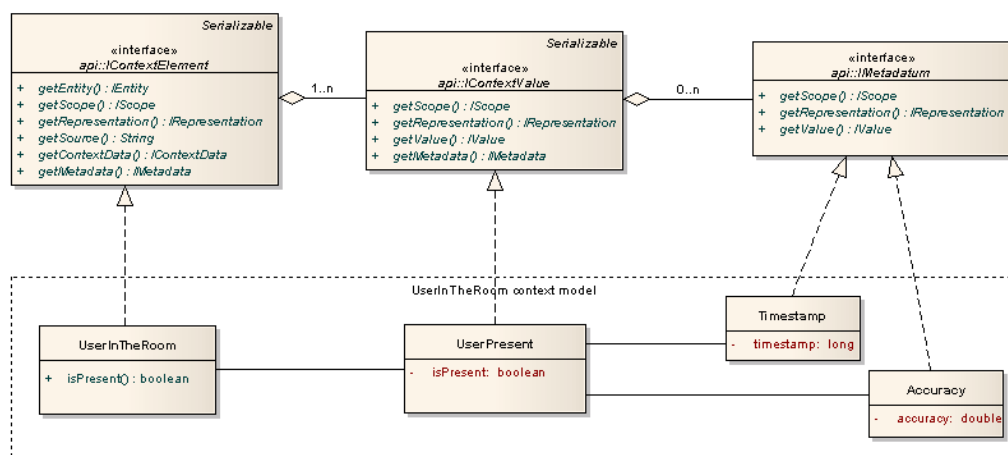 Serializable
«interface»
api::IContextElement
+ getEntity() : IEntity
+ getScope() : IScope
+ getRepresentation() : IRepresentation
+ getSource() : String
+ getContextData() : IContextData
+ getMetadata() : IMetadata
1..n
Serializable
«interface»
api::IContextValue
+ getScope() : IScope
+ getRepresentation() : IRepresentation
+ getValue() : IValue
+ getMetadata() : IMetadata
0..n
«interface»
api::IMetadatum
+ getScope() : IScope
+ getRepresentation() : IRepresentation
+ getValue() : IValue
UserInTheRoom context model
UserInTheRoom
+ isPresent() : boolean
UserPresent
- isPresent: boolean
Timestamp
- timestamp: long
Accuracy
- accuracy: double